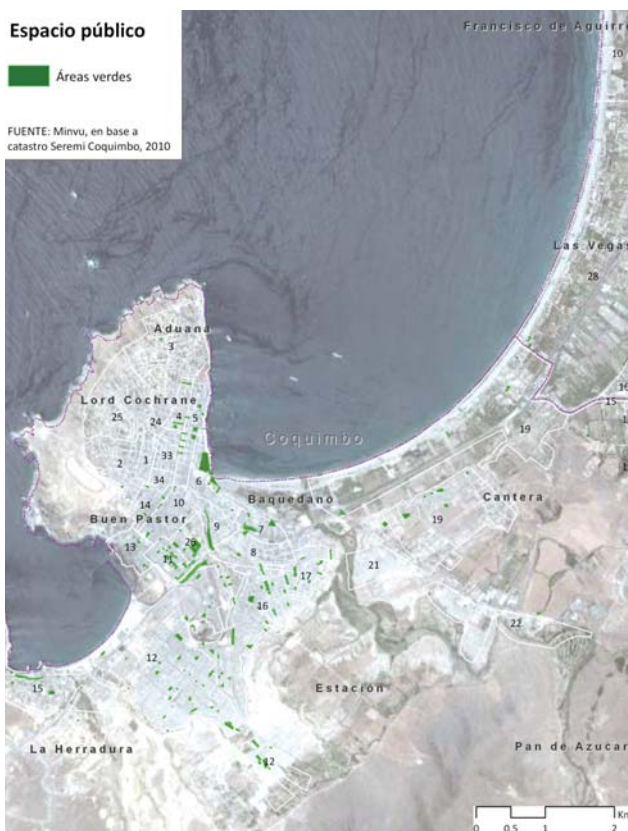 Espacio público
Áreas verdes
FUENTE: Minvu, en base a
catastro Seremi Coquimbo, 2010
Francisco de Aguirr
10
Las Vegas
28
Aduana
3
Lord Cochrane
25
24
4
5
16
15
19
1
33
2
Coquimbo
6
34
Baquedano
Cantera
14
10
19
Buen Pastor
9
7
13
26
11
8
21
17
16
22
12
Estación
15
La Herradura
Pan de Azucar
12
Km
0 0.5 1 2